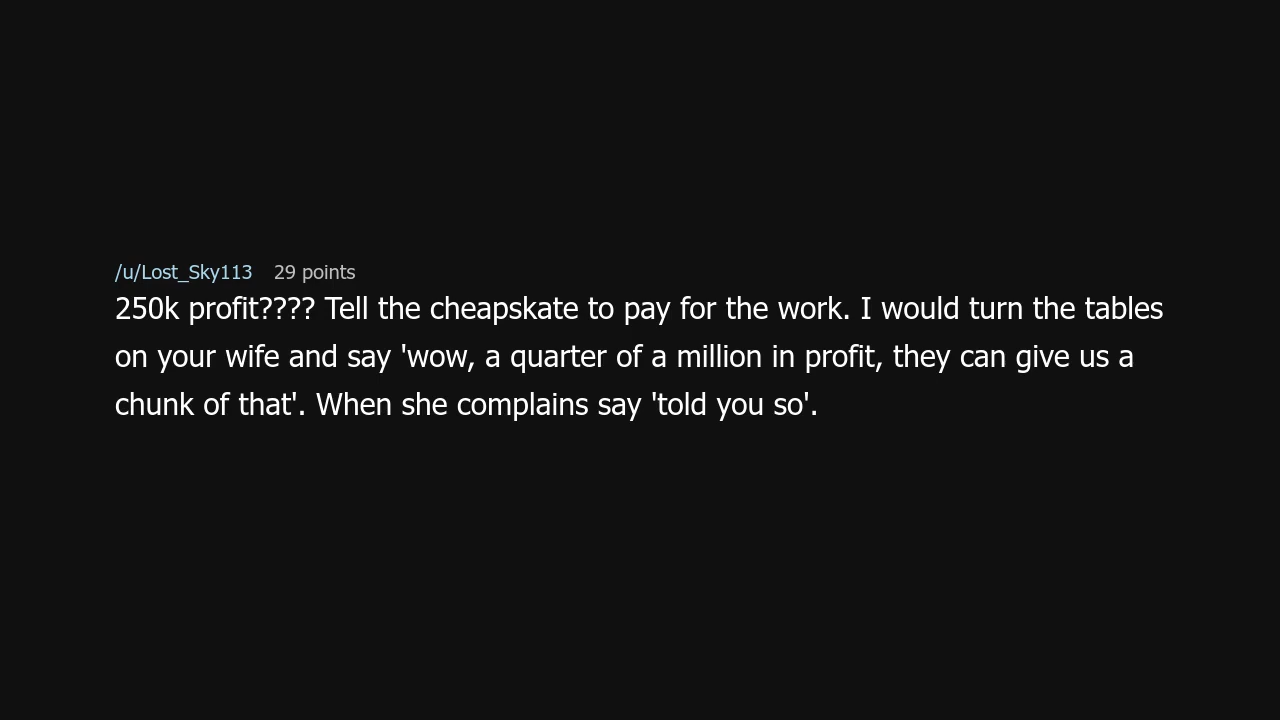 /u/Lost_Sky113 29 points
250k profit???? Tell the cheapskate to pay for the work. I would turn the tables
on your wife and say 'wow, a quarter of a million in profit, they can give us a
chunk of that'. When she complains say 'told you so'.